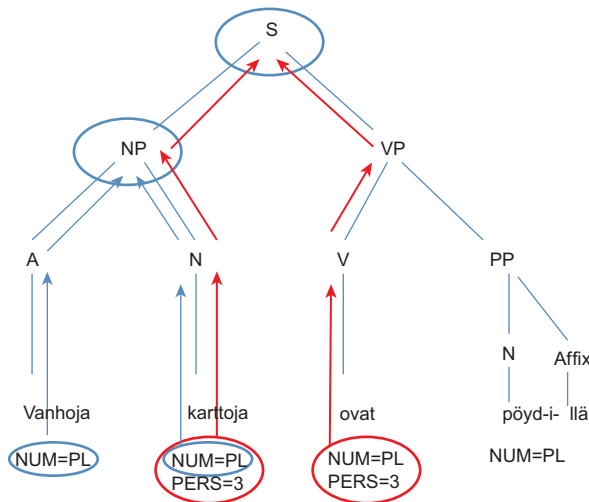 S
NP VP
A N V PP
N Affix
Vanhoja karttoja ovat pöyd-i- llä
NUM=PL NUM=PL NUM=PL NUM=PL
PERS=3 PERS=3